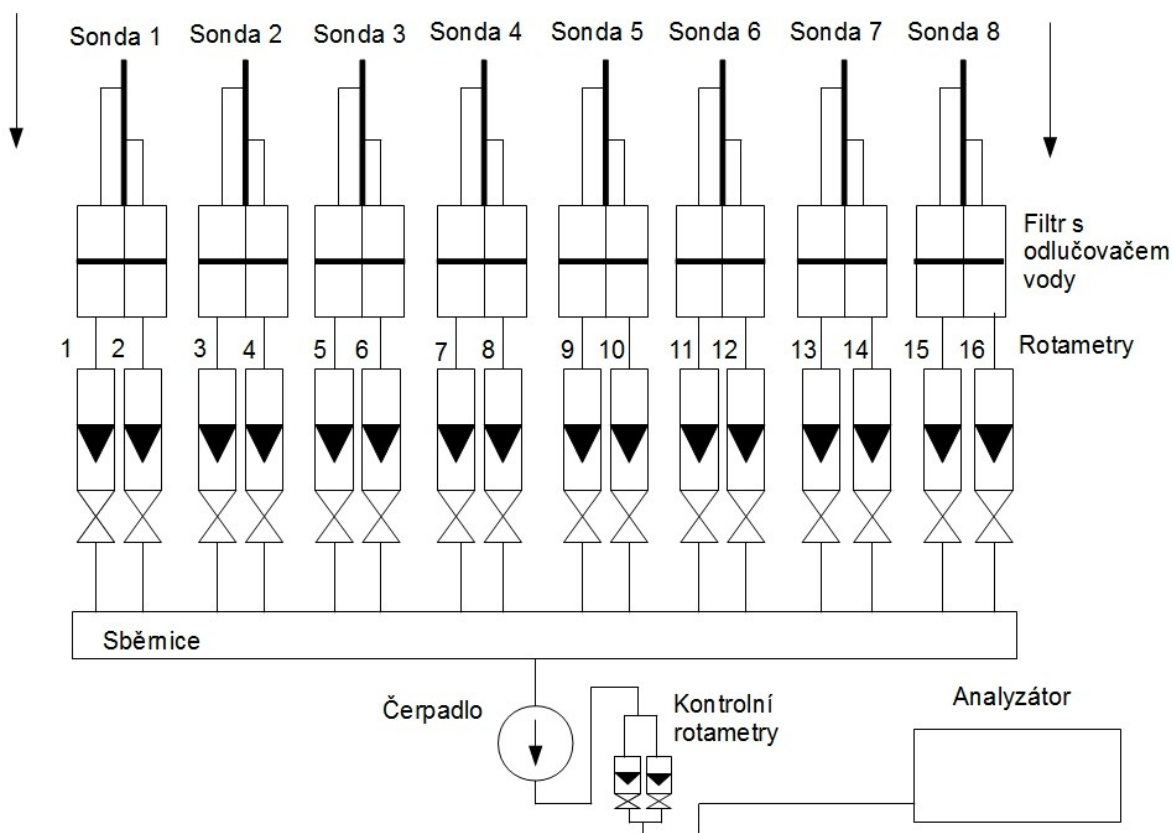 Sonda 1
Sonda 2
Sonda 3
Sonda 4
Sonda 5
Sonda 6
Sonda 7
Sonda 8
Filtr s
odlučovačem
vody
1
2
3
4
5
6
7
8
9
10
11
12
13
14
15
16
Rotametry
Sběrnice
Čerpadlo
Kontrolní
rotametry
Analyzátor